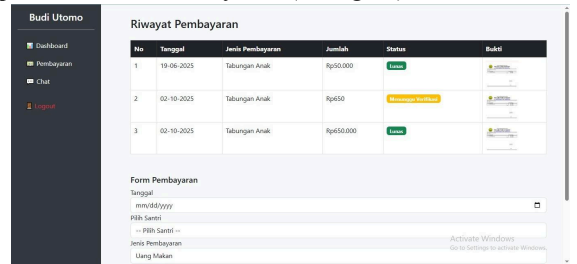 Budi Utomo
Dashboard
Pembayaran
Chat
Logout
Riwayat Pembayaran
No Tanggal Jenis Pembayaran Jumlah Status Bukti
1 19-06-2025 Tabungan Anak Rp50.000 Lunas
2 02-10-2025 Tabungan Anak Rp650 Menunggu Verifikasi
3 02-10-2025 Tabungan Anak Rp650.000 Lunas
Form Pembayaran
Tanggal
mm/dd/yyyy
Pilih Santri
-- Pilih Santri --
Jenis Pembayaran
Uang Makan
Activate Windows
Go to Settings to activate Windows.